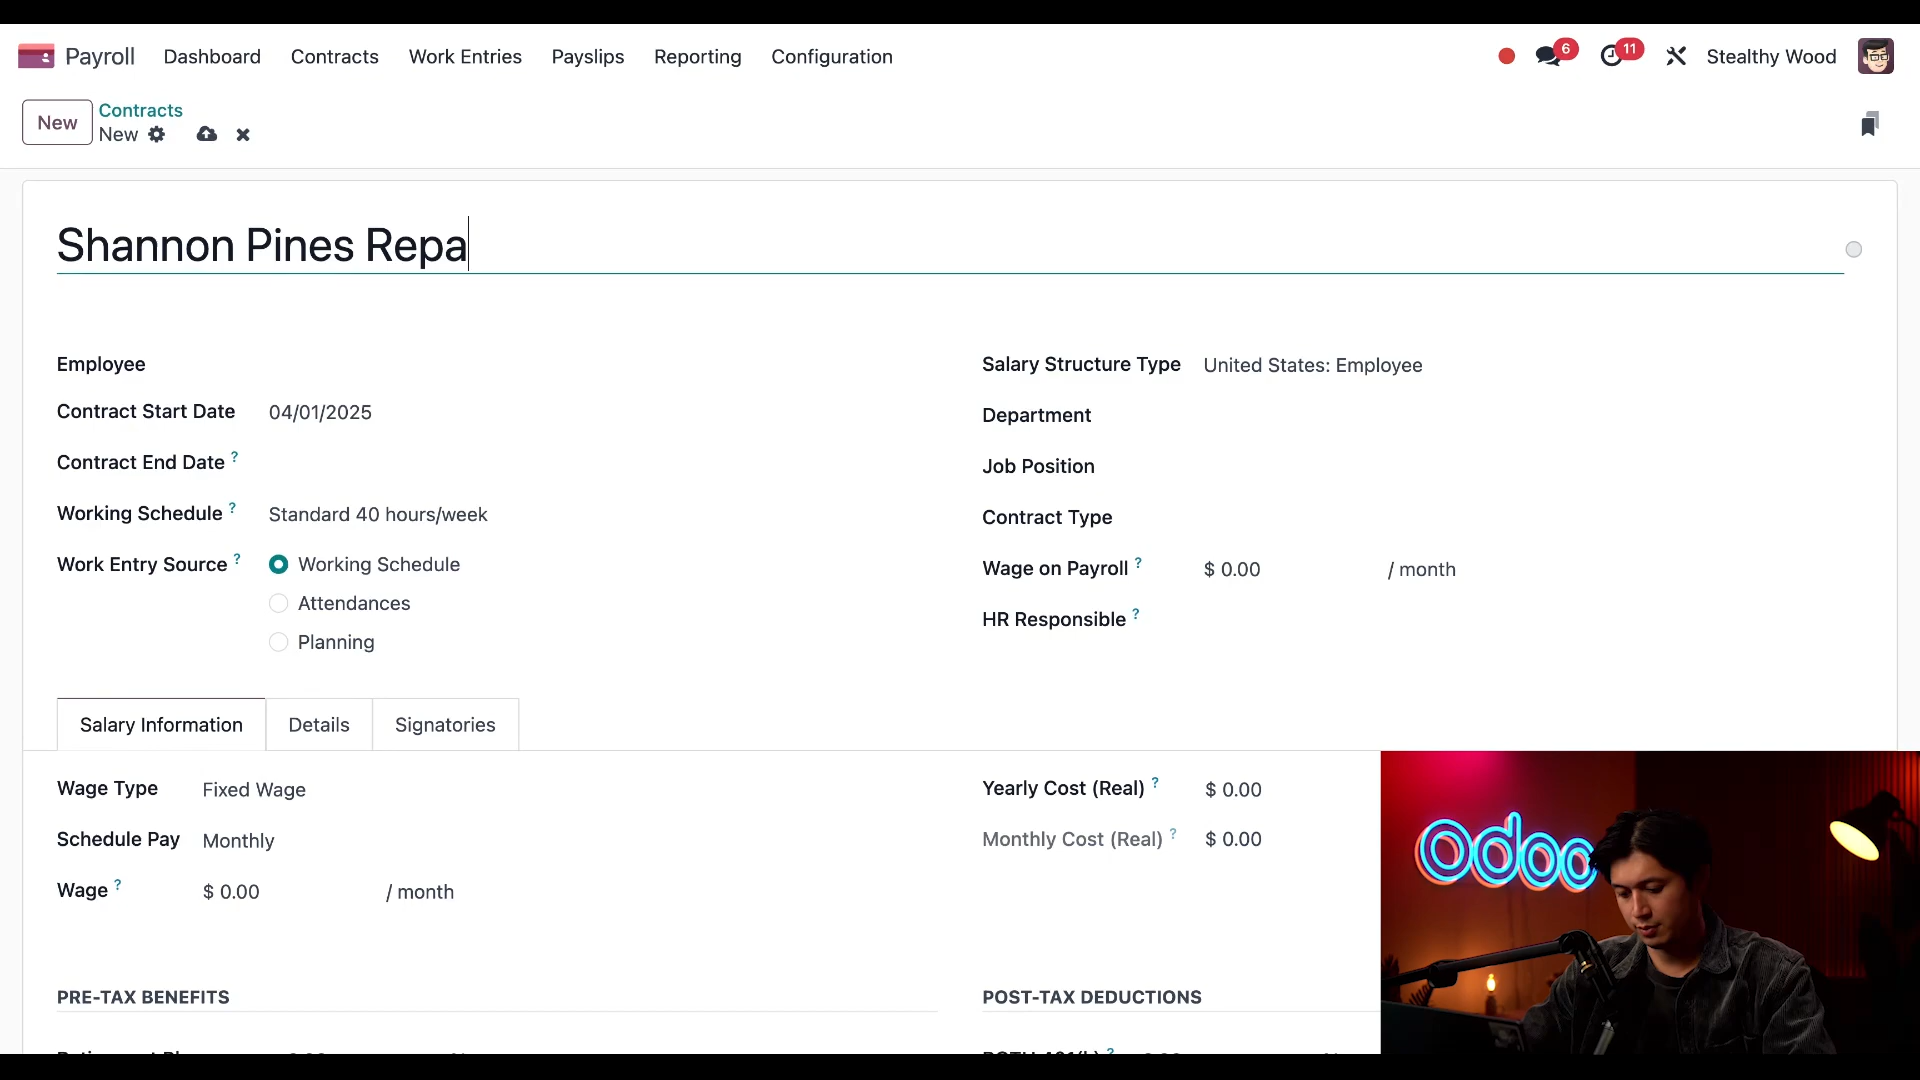 Payroll Dashboard Contracts Work Entries Payslips Reporting Configuration 6 11 Stealthy Wood
New Contracts
New
Shannon Pines Repa
Employee
Contract Start Date 04/01/2025
Contract End Date ?
Working Schedule ? Standard 40 hours/week
Work Entry Source ? Working Schedule
Attendances
Planning
Salary Structure Type United States: Employee
Department
Job Position
Contract Type
Wage on Payroll ? $ 0.00 / month
HR Responsible ?
Salary Information Details Signatories
Wage Type Fixed Wage
Schedule Pay Monthly
Wage ? $ 0.00 / month
Yearly Cost (Real) ? $ 0.00
Monthly Cost (Real) ? $ 0.00
PRE-TAX BENEFITS
POST-TAX DEDUCTIONS
odoo